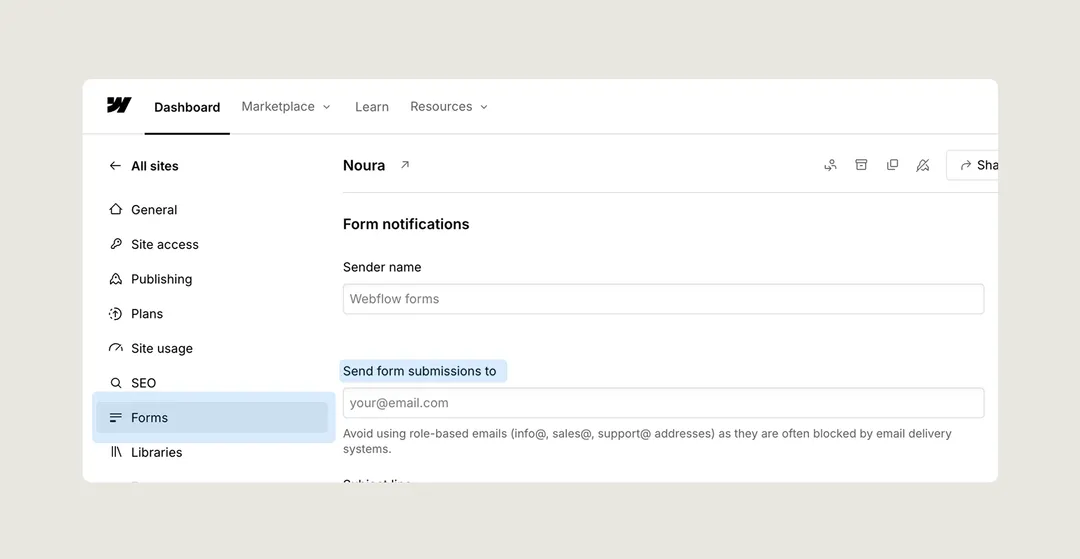 Dashboard Marketplace Learn Resources
All sites
Noura
Sha
General
Site access
Publishing
Plans
Site usage
SEO
Forms
Libraries
Form notifications
Sender name
Webflow forms
Send form submissions to
your@email.com
Avoid using role-based emails (info@, sales@, support@ addresses) as they are often blocked by email delivery
systems.
Subject line